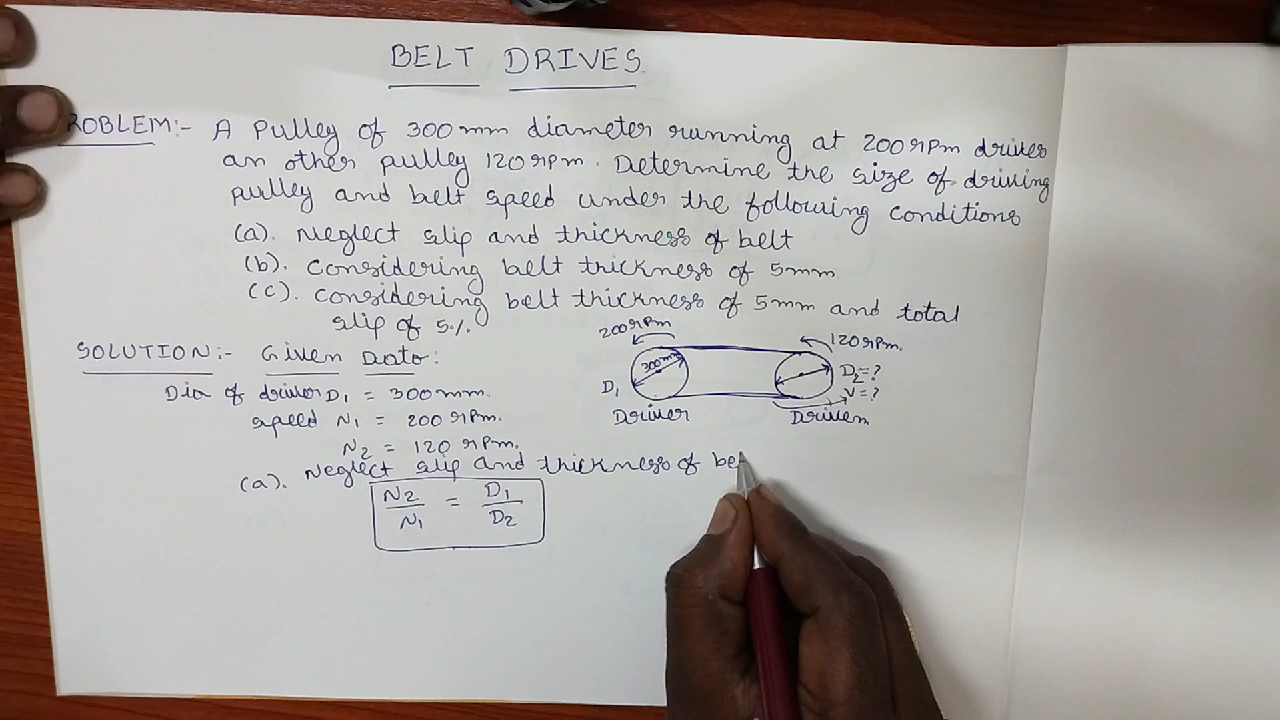 BELT DRIVES
ROBLEM:- A Pulley of 300mm diameter running at 200rpm drives
an other pulley 120rpm. Determine the size of driving
pulley and belt speed under the following conditions
(a). Neglect slip and thickness of belt
(b). Considering belt thickness of 5mm
(c). Considering belt thickness of 5mm and total
slip of 5%.
SOLUTION:- Given Data:
Dia of driver D1 = 300mm.
speed N1 = 200 rpm.
N2 = 120 rpm.
200rpm
120rpm.
300mm
D1
D2=?
V=?
Driver
Driven
(a). Neglect slip and thickness of be
N2/N1 = D1/D2